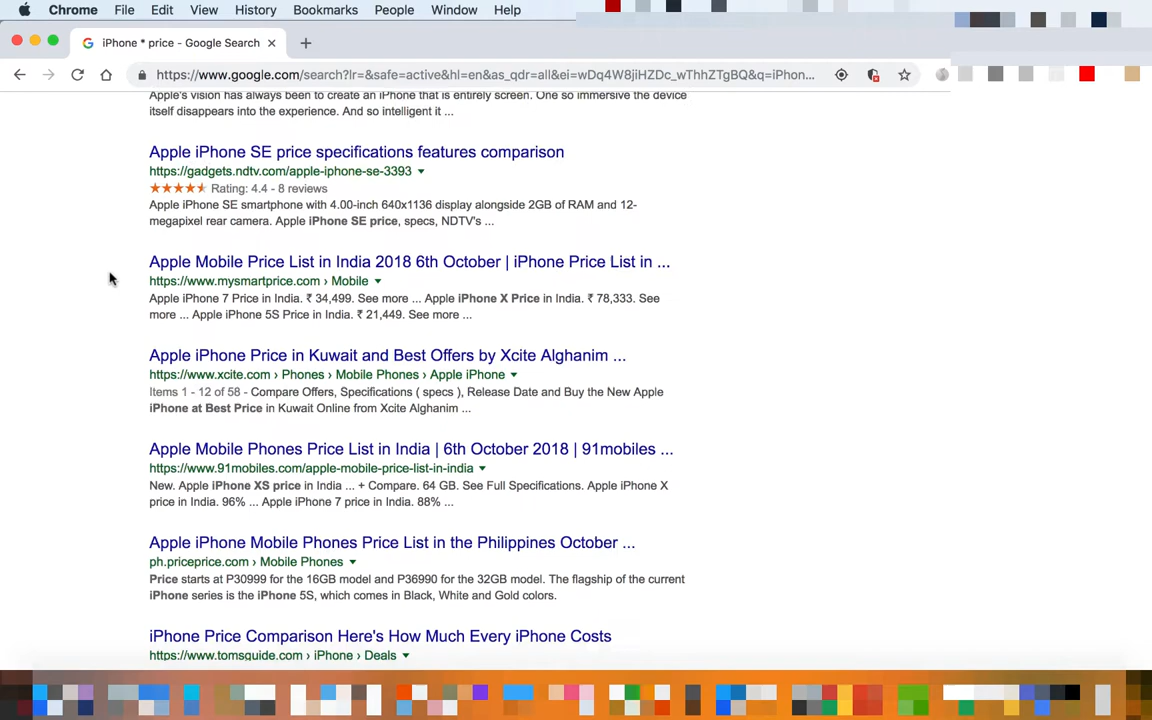 Chrome File Edit View History Bookmarks People Window Help
iPhone * price - Google Search
https://www.google.com/search?lr=&safe=active&hl=en&as_qdr=all&ei=wDq4W8jiHZDc_wThhZTgBQ&q=iPhon...
Apple's vision has always been to create an iPhone that is entirely screen. One so immersive the device
itself disappears into the experience. And so intelligent it ...
Apple iPhone SE price specifications features comparison
https://gadgets.ndtv.com/apple-iphone-se-3393
Rating: 4.4 - 8 reviews
Apple iPhone SE smartphone with 4.00-inch 640x1136 display alongside 2GB of RAM and 12-
megapixel rear camera. Apple iPhone SE price, specs, NDTV's ...
Apple Mobile Price List in India 2018 6th October | iPhone Price List in ...
https://www.mysmartprice.com › Mobile
Apple iPhone 7 Price in India. ₹ 34,499. See more ... Apple iPhone X Price in India. ₹ 78,333. See
more ... Apple iPhone 5S Price in India. ₹ 21,449. See more ...
Apple iPhone Price in Kuwait and Best Offers by Xcite Alghanim ...
https://www.xcite.com › Phones › Mobile Phones › Apple iPhone
Items 1 - 12 of 58 - Compare Offers, Specifications ( specs ), Release Date and Buy the New Apple
iPhone at Best Price in Kuwait Online from Xcite Alghanim ...
Apple Mobile Phones Price List in India | 6th October 2018 | 91mobiles ...
https://www.91mobiles.com/apple-mobile-price-list-in-india
New. Apple iPhone XS price in India ... + Compare. 64 GB. See Full Specifications. Apple iPhone X
price in India. 96% ... Apple iPhone 7 price in India. 88% ...
Apple iPhone Mobile Phones Price List in the Philippines October ...
ph.priceprice.com › Mobile Phones
Price starts at P30999 for the 16GB model and P36990 for the 32GB model. The flagship of the current
iPhone series is the iPhone 5S, which comes in Black, White and Gold colors.
iPhone Price Comparison Here's How Much Every iPhone Costs
https://www.tomsguide.com › iPhone › Deals